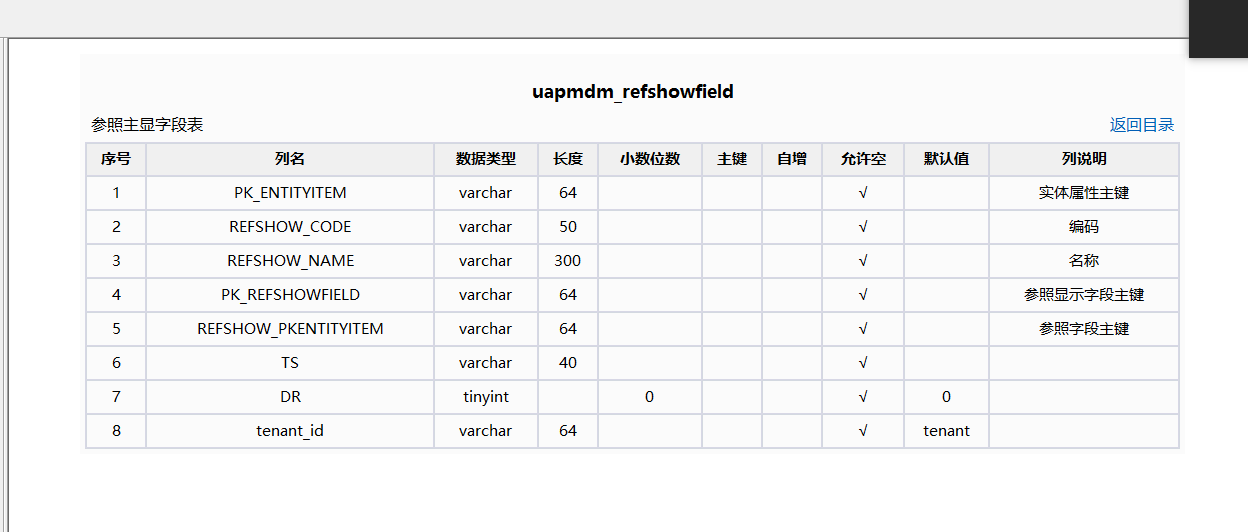 uapmdm_refshowfield
参照主显字段表 返回目录
序号 列名 数据类型 长度 小数位数 主键 自增 允许空 默认值 列说明
1 PK_ENTITYITEM varchar 64 √ 实体属性主键
2 REFSHOW_CODE varchar 50 √ 编码
3 REFSHOW_NAME varchar 300 √ 名称
4 PK_REFSHOWFIELD varchar 64 √ 参照显示字段主键
5 REFSHOW_PKENTITYITEM varchar 64 √ 参照字段主键
6 TS varchar 40 √
7 DR tinyint 0 √ 0
8 tenant_id varchar 64 √ tenant